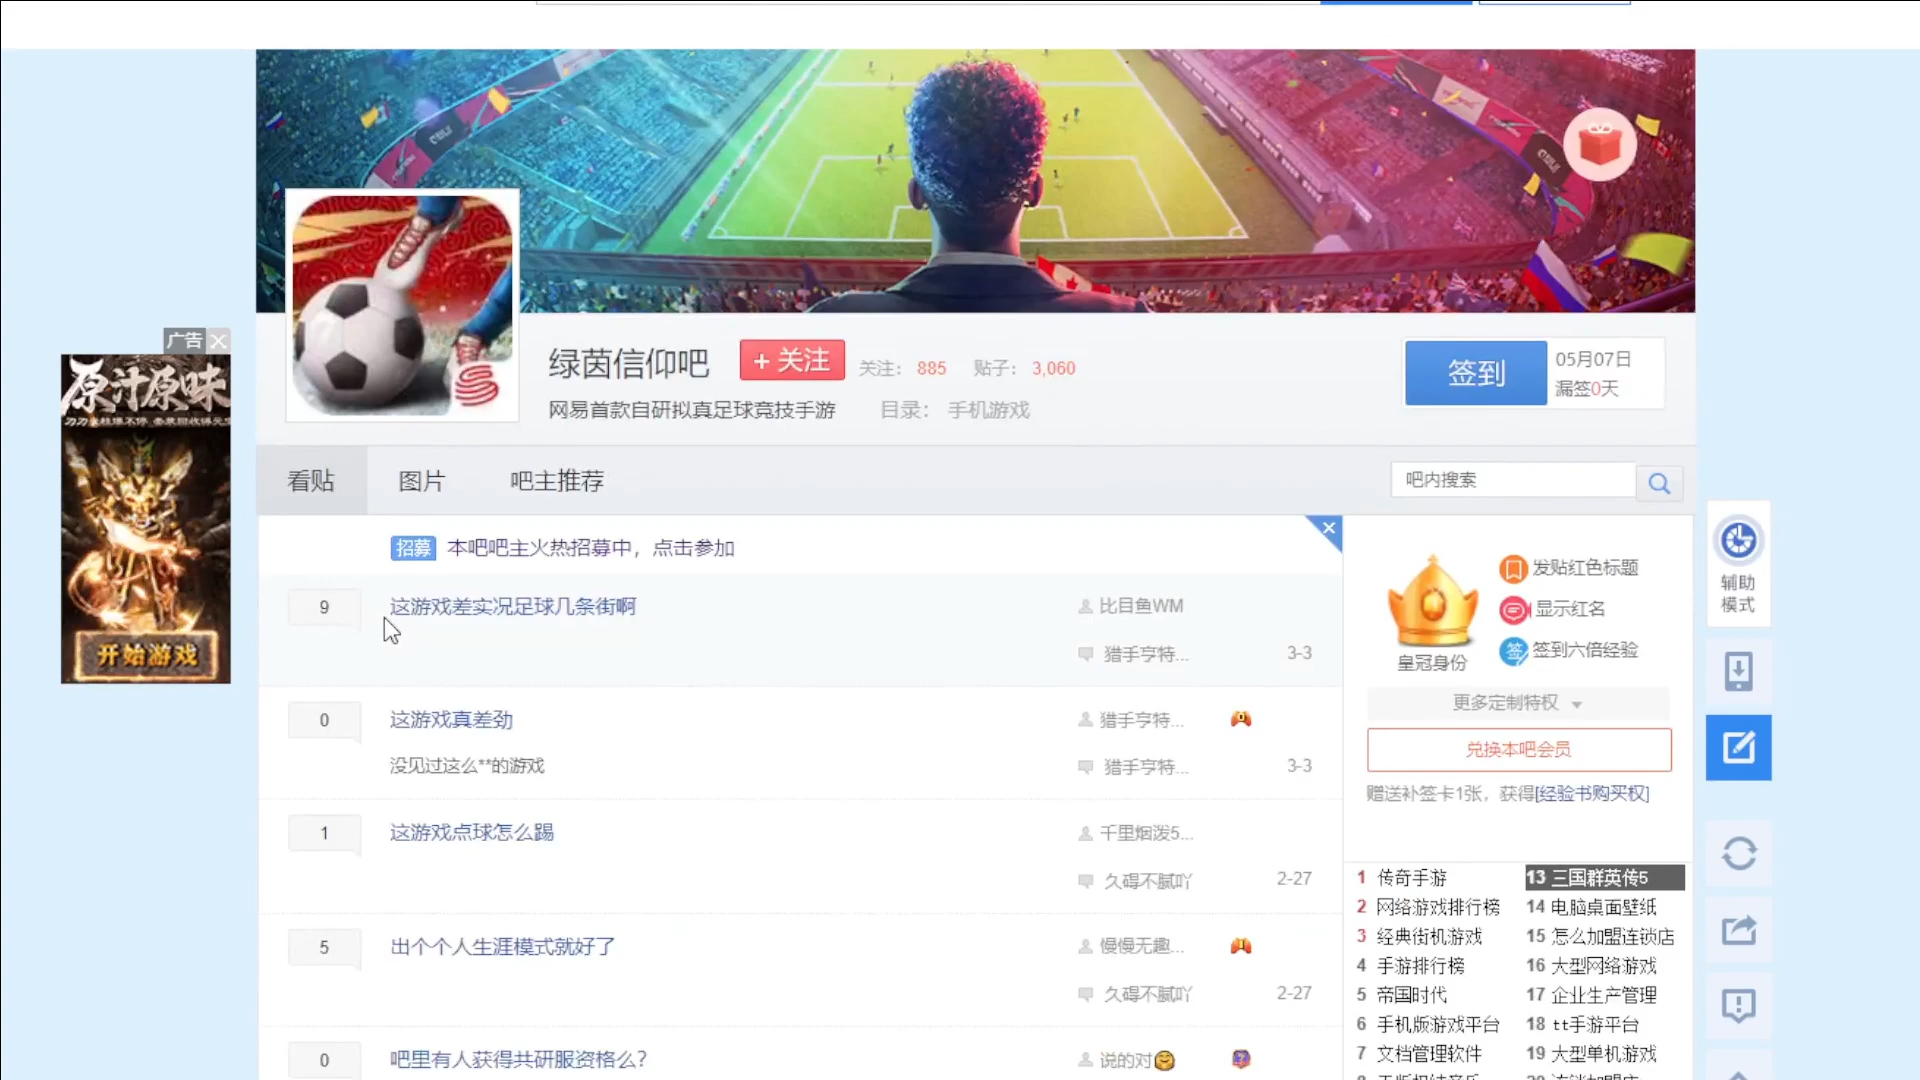 广告
原汁原味
开始游戏
绿茵信仰吧
+ 关注
关注： 885
贴子： 3,060
网易首款自研拟真足球竞技手游
目录： 手机游戏
签到
05月07日
漏签0天
看贴
图片
吧主推荐
吧内搜索
招募 本吧吧主火热招募中，点击参加
9
这游戏差实况足球几条街啊
比目鱼WM
猎手亨特...
3-3
0
这游戏真差劲
猎手亨特...
没见过这么**的游戏
猎手亨特...
3-3
1
这游戏点球怎么踢
千里烟泼5...
久碍不腻吖
2-27
5
出个个人生涯模式就好了
慢慢无趣...
久碍不腻吖
2-27
0
吧里有人获得共研服资格么？
说的对
皇冠身份
发贴红色标题
显示红名
签 签到六倍经验
更多定制特权
兑换本吧会员
赠送补签卡1张，获得[经验书购买权]
1 传奇手游
2 网络游戏排行榜
3 经典街机游戏
4 手游排行榜
5 帝国时代
6 手机版游戏平台
7 文档管理软件
13 三国群英传5
14 电脑桌面壁纸
15 怎么加盟连锁店
16 大型网络游戏
17 企业生产管理
18 tt手游平台
19 大型单机游戏
辅助
模式